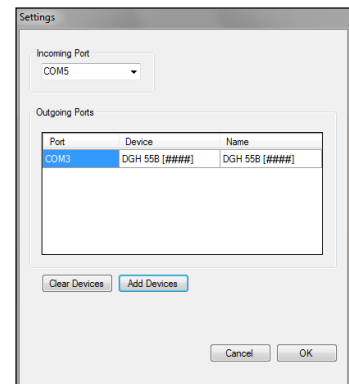 Settings
Incoming Port
COM5
Outgoing Ports
Port Device Name
COM3 DGH 55B [####] DGH 55B [####]
Clear Devices Add Devices
Cancel OK